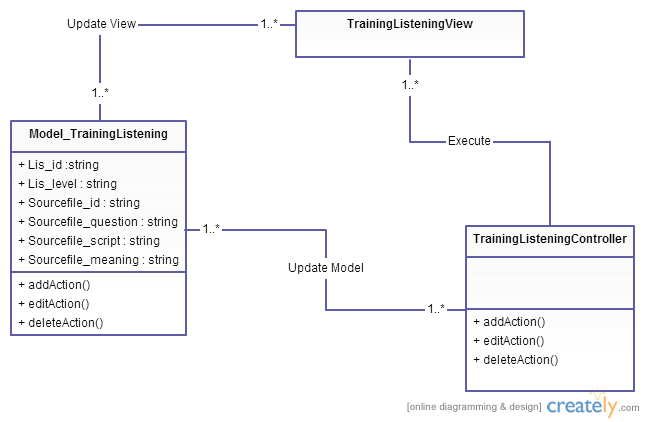 Update View
1..*
TrainingListeningView
1..*
1..*
Model_TrainingListening
+ Lis_id :string
+ Lis_level : string
+ Sourcefile_id : string
+ Sourcefile_question : string
+ Sourcefile_script : string
+ Sourcefile_meaning : string
+ addAction()
+ editAction()
+ deleteAction()
Execute
1..*
Update Model
1..*
TrainingListeningController
+ addAction()
+ editAction()
+ deleteAction()
[online diagramming & design] creately.com